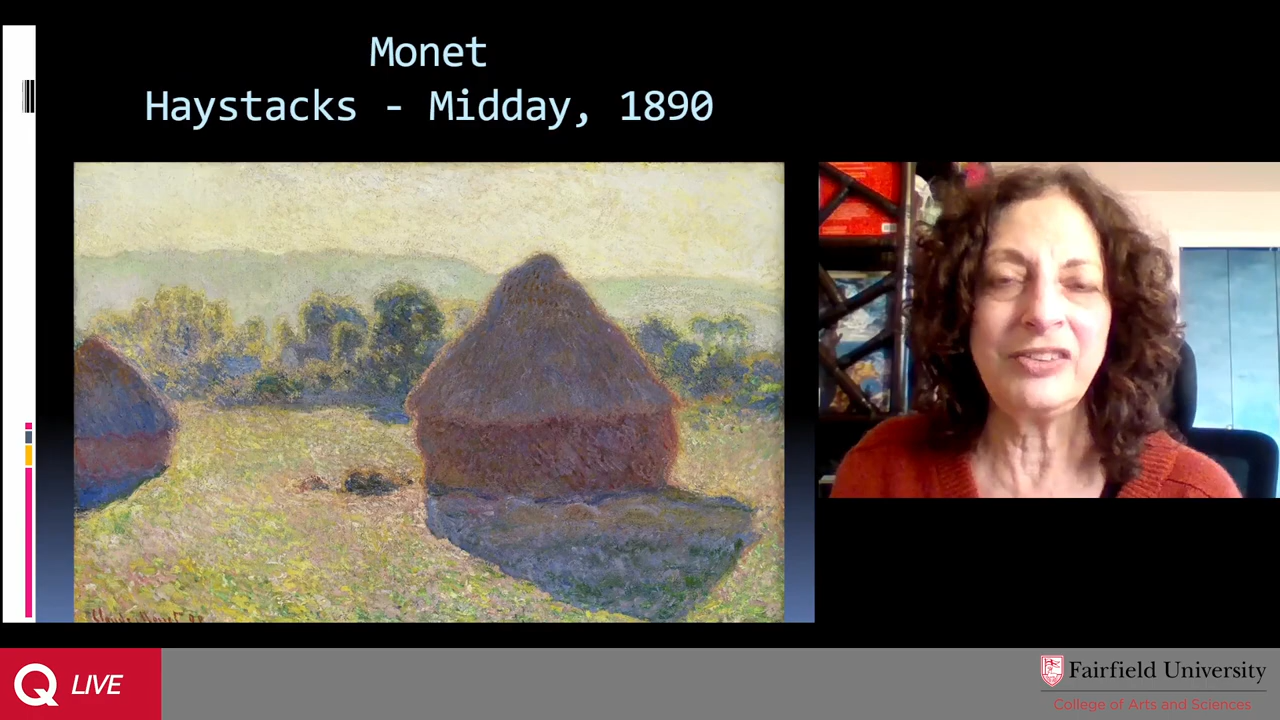 Monet
Haystacks - Midday, 1890
Q LIVE
Fairfield University
College of Arts and Sciences